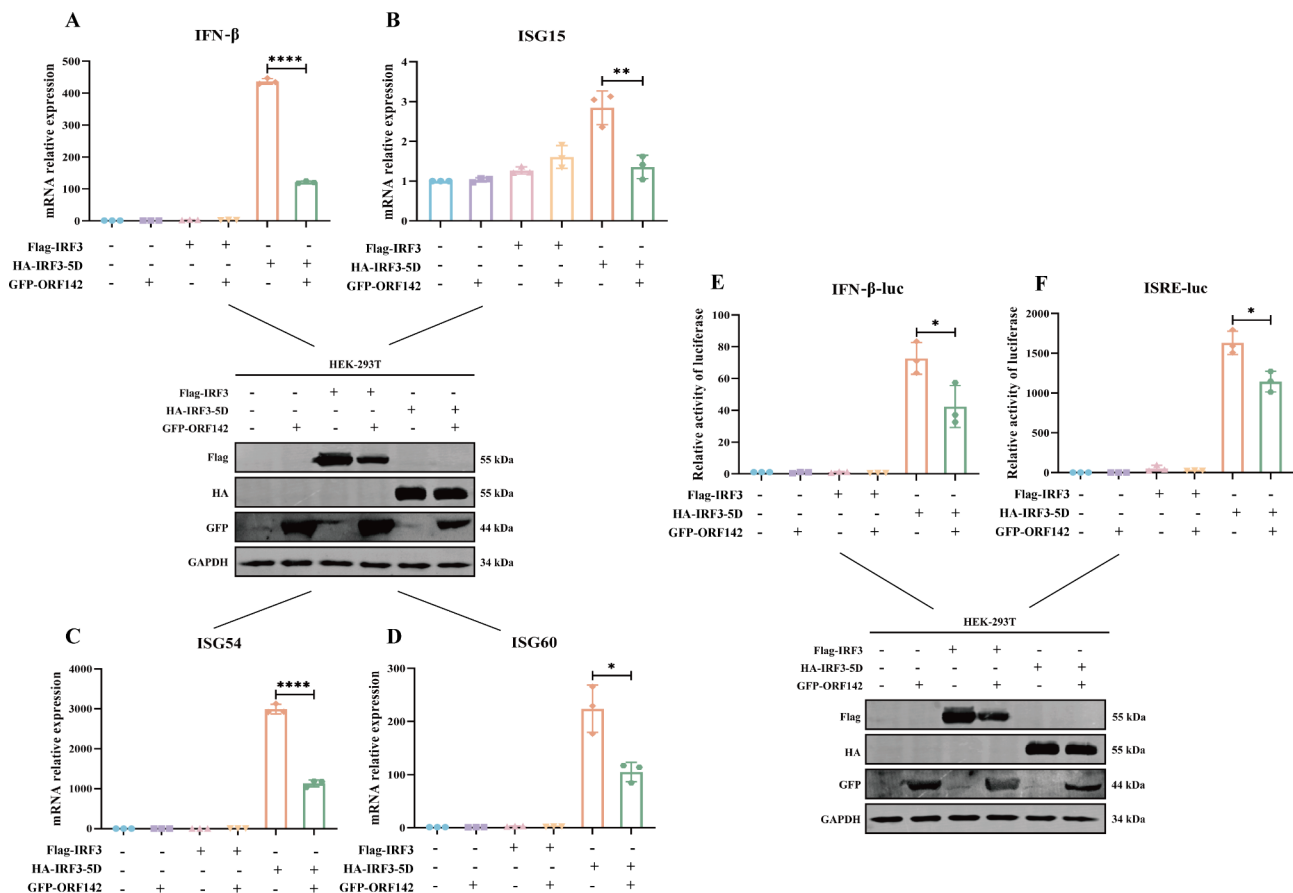 A
IFN-β
mRNA relative expression
500
400
300
200
100
0
****
Flag-IRF3 - - + + - -
HA-IRF3-5D - - - - + +
GFP-ORF142 - + - + - +
B
ISG15
mRNA relative expression
4
3
2
1
0
**
Flag-IRF3 - - + + - -
HA-IRF3-5D - - - - + +
GFP-ORF142 - + - + - +
HEK-293T
Flag-IRF3 - - + + - -
HA-IRF3-5D - - - - + +
GFP-ORF142 - + - + - +
Flag 55 kDa
HA 55 kDa
GFP 44 kDa
GAPDH 34 kDa
C
ISG54
mRNA relative expression
4000
3000
2000
1000
0
****
Flag-IRF3 - - + + - -
HA-IRF3-5D - - - - + +
GFP-ORF142 - + - + - +
D
ISG60
mRNA relative expression
300
200
100
0
*
Flag-IRF3 - - + + - -
HA-IRF3-5D - - - - + +
GFP-ORF142 - + - + - +
E
IFN-β-luc
Relative activity of luciferase
100
80
60
40
20
0
*
Flag-IRF3 - - + + - -
HA-IRF3-5D - - - - + +
GFP-ORF142 - + - + - +
F
ISRE-luc
Relative activity of luciferase
2000
1500
1000
500
0
*
Flag-IRF3 - - + + - -
HA-IRF3-5D - - - - + +
GFP-ORF142 - + - + - +
HEK-293T
Flag-IRF3 - - + + - -
HA-IRF3-5D - - - - + +
GFP-ORF142 - + - + - +
Flag 55 kDa
HA 55 kDa
GFP 44 kDa
GAPDH 34 kDa